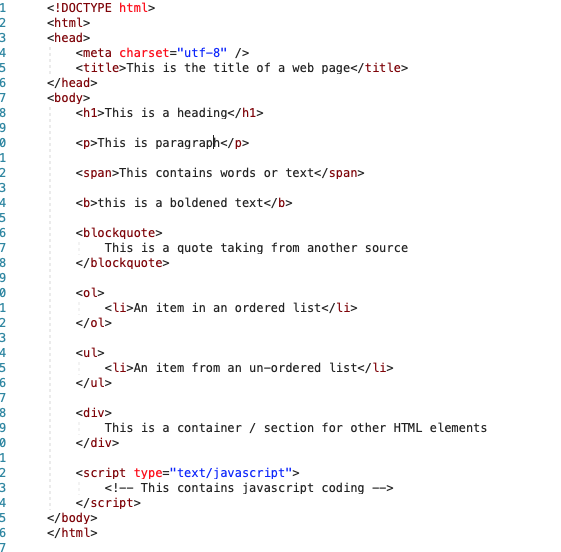 1 <!DOCTYPE html>
2 <html>
3 <head>
4     <meta charset="utf-8" />
5     <title>This is the title of a web page</title>
6 </head>
7 <body>
8     <h1>This is a heading</h1>
9
0     <p>This is paragraph</p>
1
2     <span>This contains words or text</span>
3
4     <b>this is a boldened text</b>
5
6     <blockquote>
7         This is a quote taking from another source
8     </blockquote>
9
0     <ol>
1         <li>An item in an ordered list</li>
2     </ol>
3
4     <ul>
5         <li>An item from an un-ordered list</li>
6     </ul>
7
8     <div>
9         This is a container / section for other HTML elements
0     </div>
1
2     <script type="text/javascript">
3         <!-- This contains javascript coding -->
4     </script>
5 </body>
6 </html>
7